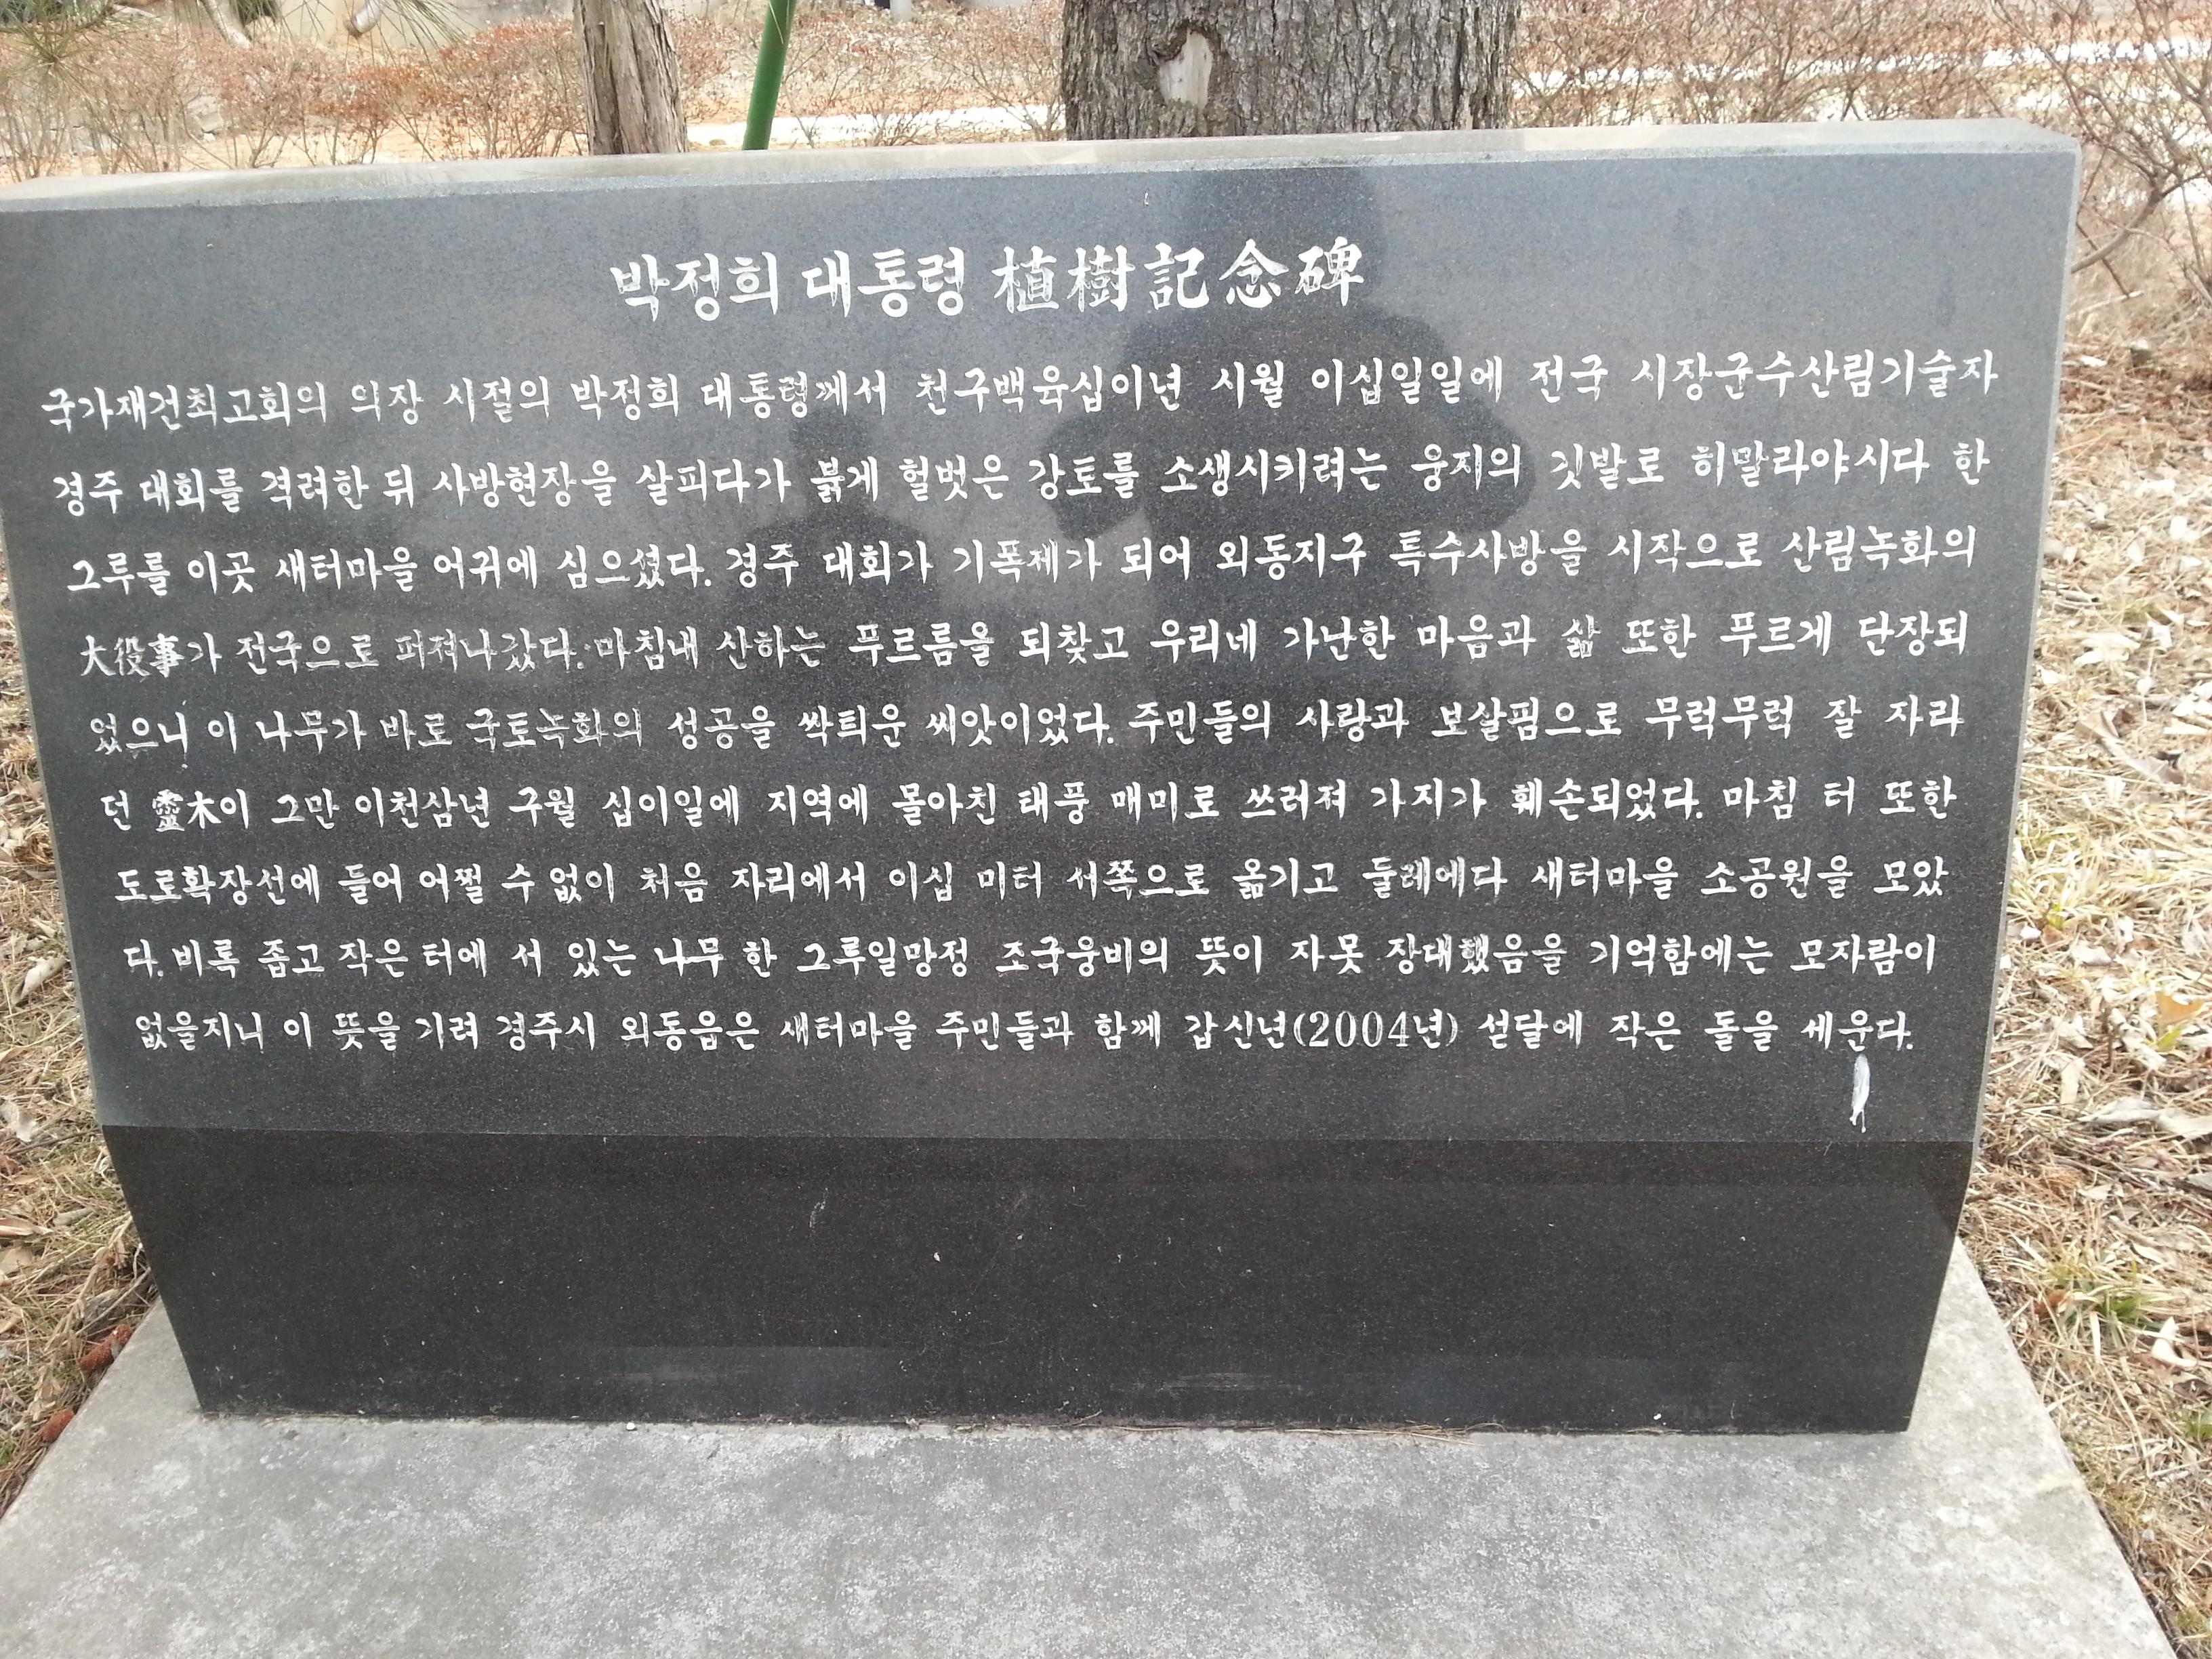 박정희 대통령 植樹記念碑
국가재건최고회의 의장 시절의 박정희 대통령께서 천구백육십이년 시월 이십일일에 전국 시장군수산림기술자
경주 대회를 격려한 뒤 사방현장을 살피다가 붉게 헐벗은 강토를 소생시키려는 웅지의 깃발로 히말라야시다 한
그루를 이곳 새터마을 어귀에 심으셨다. 경주 대회가 기폭제가 되어 외동지구 특수사방을 시작으로 산림녹화의
大役事가 전국으로 퍼져나갔다. 마침내 산하는 푸르름을 되찾고 우리네 가난한 마음과 삶 또한 푸르게 단장되
었으니 이 나무가 바로 국토녹화의 성공을 싹틔운 씨앗이었다. 주민들의 사랑과 보살핌으로 무럭무럭 잘 자라
던 靈木이 그만 이천삼년 구월 십이일에 지역에 몰아친 태풍 매미로 쓰러져 가지가 훼손되었다. 마침 터 또한
도로확장선에 들어 어쩔 수 없이 처음 자리에서 이십 미터 서쪽으로 옮기고 둘레에다 새터마을 소공원을 모았
다. 비록 좁고 작은 터에 서 있는 나무 한 그루일망정 조국웅비의 뜻이 자못 장대했음을 기억함에는 모자람이
없을지니 이 뜻을 기려 경주시 외동읍은 새터마을 주민들과 함께 갑신년(2004년) 섣달에 작은 돌을 세운다.